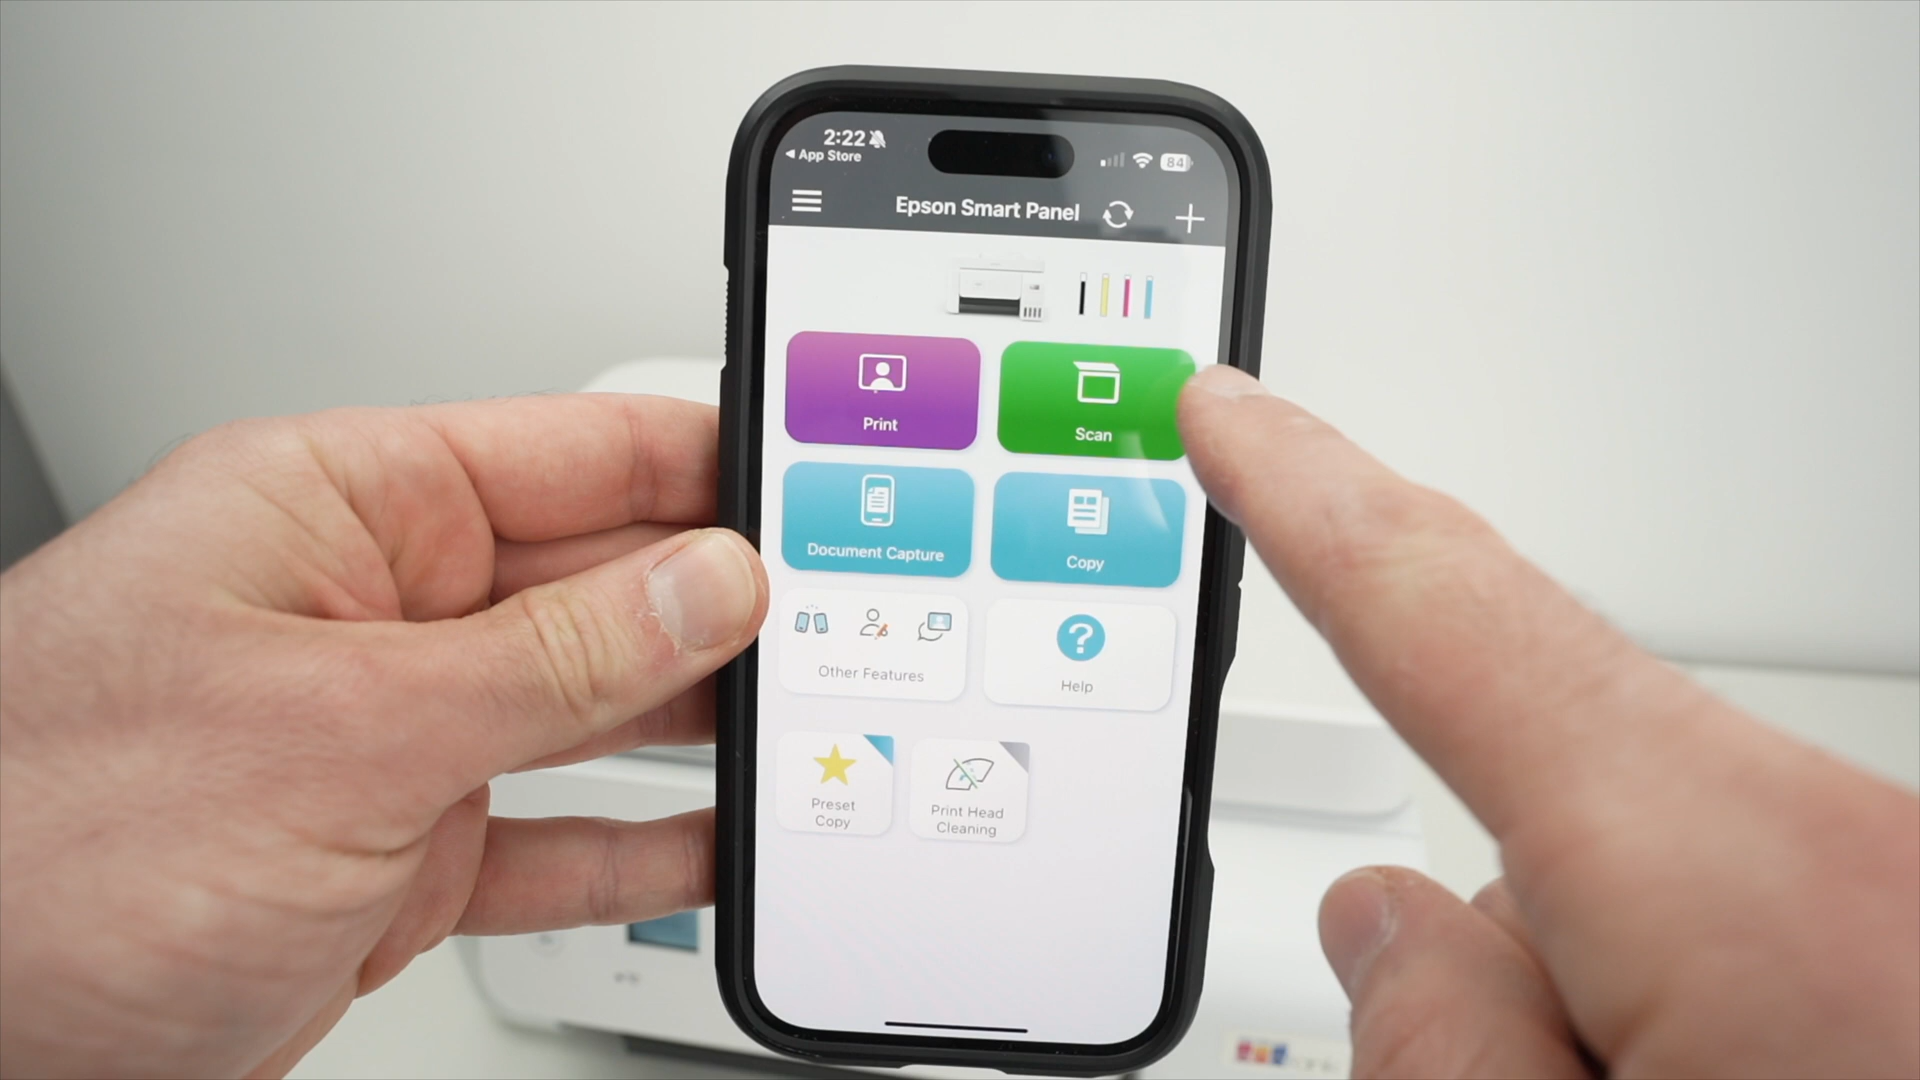 2:22
App Store
84
Epson Smart Panel
Print
Scan
Document Capture
Copy
Other Features
?
Help
Preset
Copy
Print Head
Cleaning